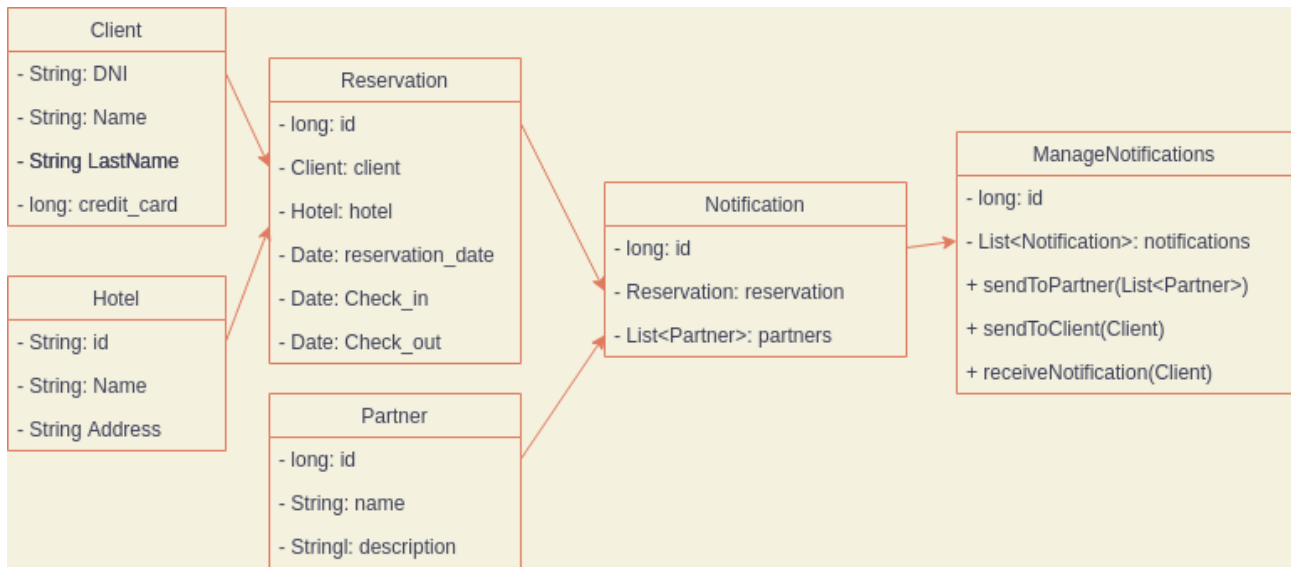 Client
- String: DNI
- String: Name
- String LastName
- long: credit_card
Hotel
- String: id
- String: Name
- String Address
Reservation
- long: id
- Client: client
- Hotel: hotel
- Date: reservation_date
- Date: Check_in
- Date: Check_out
Partner
- long: id
- String: name
- Stringl: description
Notification
- long: id
- Reservation: reservation
- List<Partner>: partners
ManageNotifications
- long: id
- List<Notification>: notifications
+ sendToPartner(List<Partner>)
+ sendToClient(Client)
+ receiveNotification(Client)